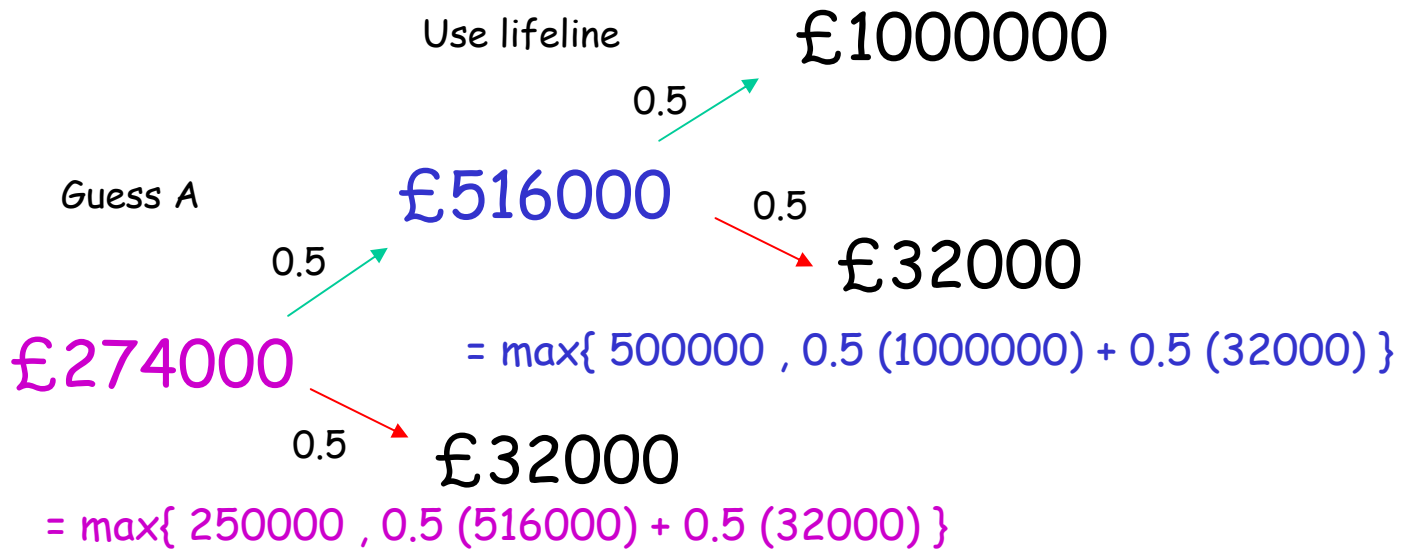 Use lifeline
£1000000
0.5
Guess A
£516000
0.5
0.5
£32000
£274000
= max{ 500000 , 0.5 (1000000) + 0.5 (32000) }
0.5
£32000
= max{ 250000 , 0.5 (516000) + 0.5 (32000) }